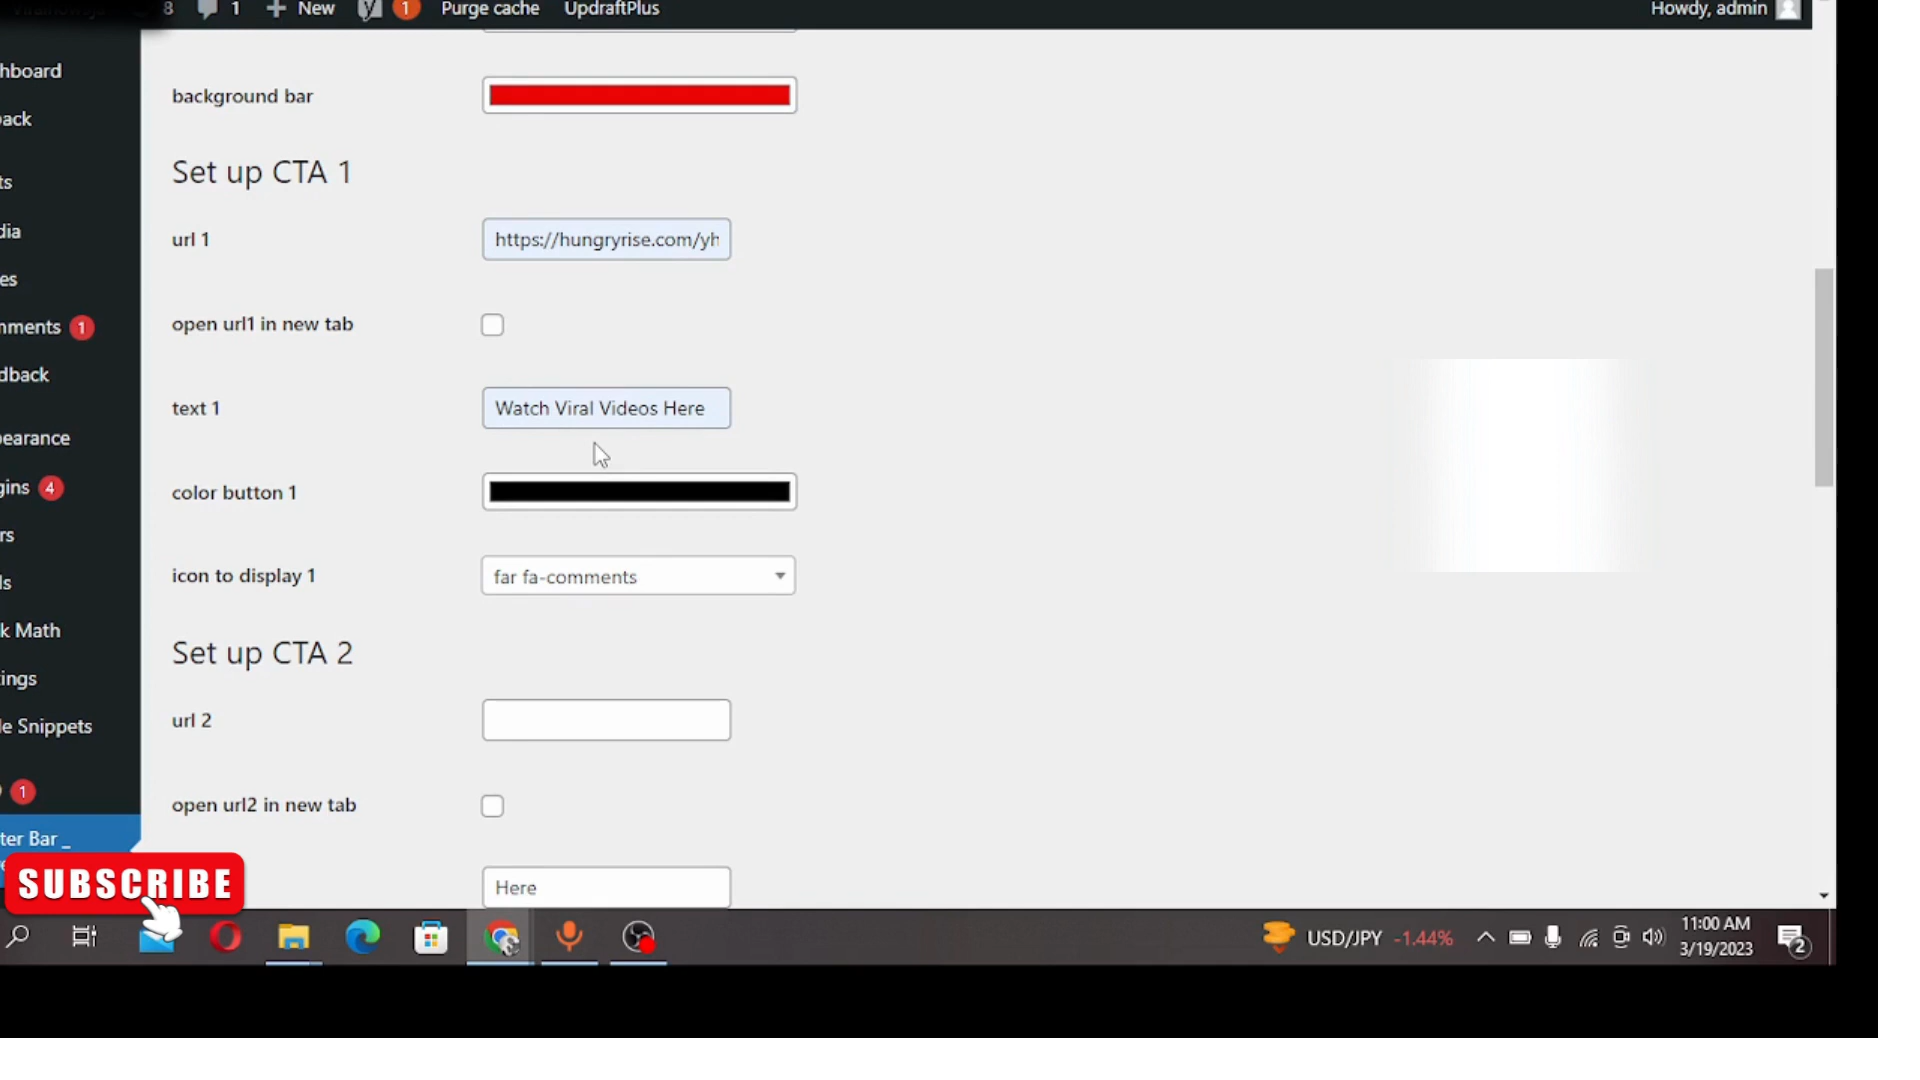 8 1 New 1 Purge cache UpdraftPlus Howdy, admin
hboard
background bar
ack
Set up CTA 1
ts
dia
url 1 https://hungryrise.com/yh
es
open url1 in new tab
mments 1
dback
text 1 Watch Viral Videos Here
pearance
gins 4
color button 1
rs
icon to display 1 far fa-comments
ls
k Math
Set up CTA 2
ings
url 2
le Snippets
1
open url2 in new tab
ter Bar _
SUBSCRIBE
Here
USD/JPY -1.44%
11:00 AM
3/19/2023
2